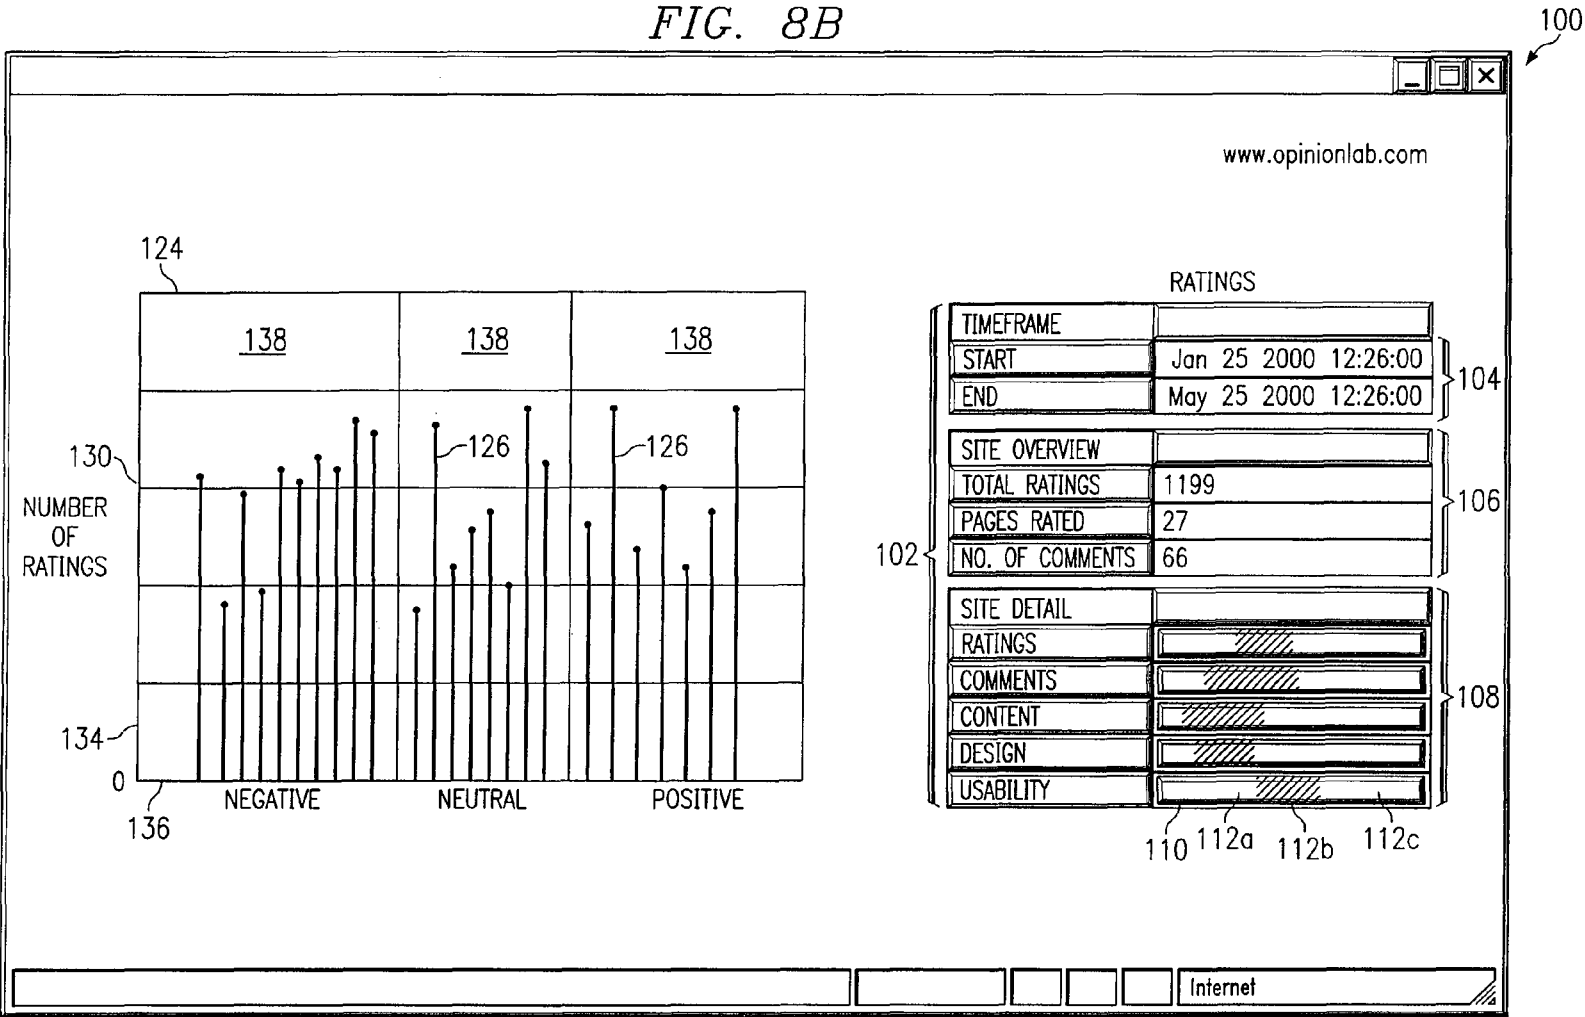 FIG. 8B
100
www.opinionlab.com
124
138 138 138
126 126
130
NUMBER
OF
RATINGS
134
0
NEGATIVE NEUTRAL POSITIVE
136
RATINGS
TIMEFRAME
START Jan 25 2000 12:26:00
END May 25 2000 12:26:00
104
SITE OVERVIEW
TOTAL RATINGS 1199
PAGES RATED 27
NO. OF COMMENTS 66
106
102
SITE DETAIL
RATINGS
COMMENTS
CONTENT
DESIGN
USABILITY
108
110 112a 112b 112c
Internet